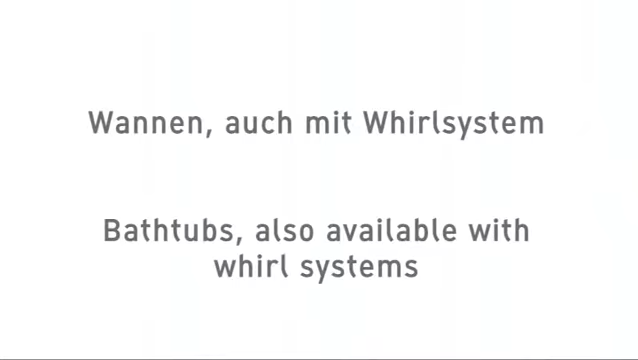 Wannen, auch mit Whirlsystem
Bathtubs, also available with
whirl systems